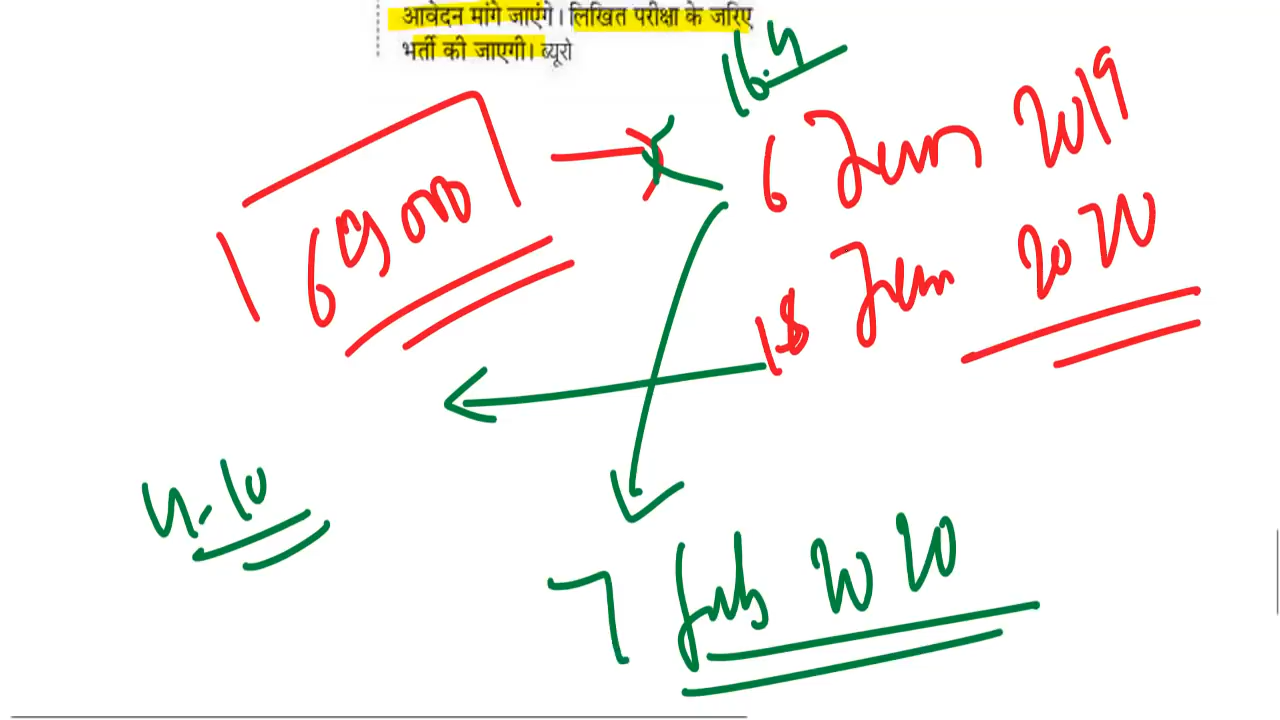 आवेदन मांगे जाएंगे। लिखित परीक्षा के जरिए
भर्ती की जाएगी। ब्यूरो
16.4
6 Jan 2019
69000
18 Jan 2020
4-10
7 Feb 2020